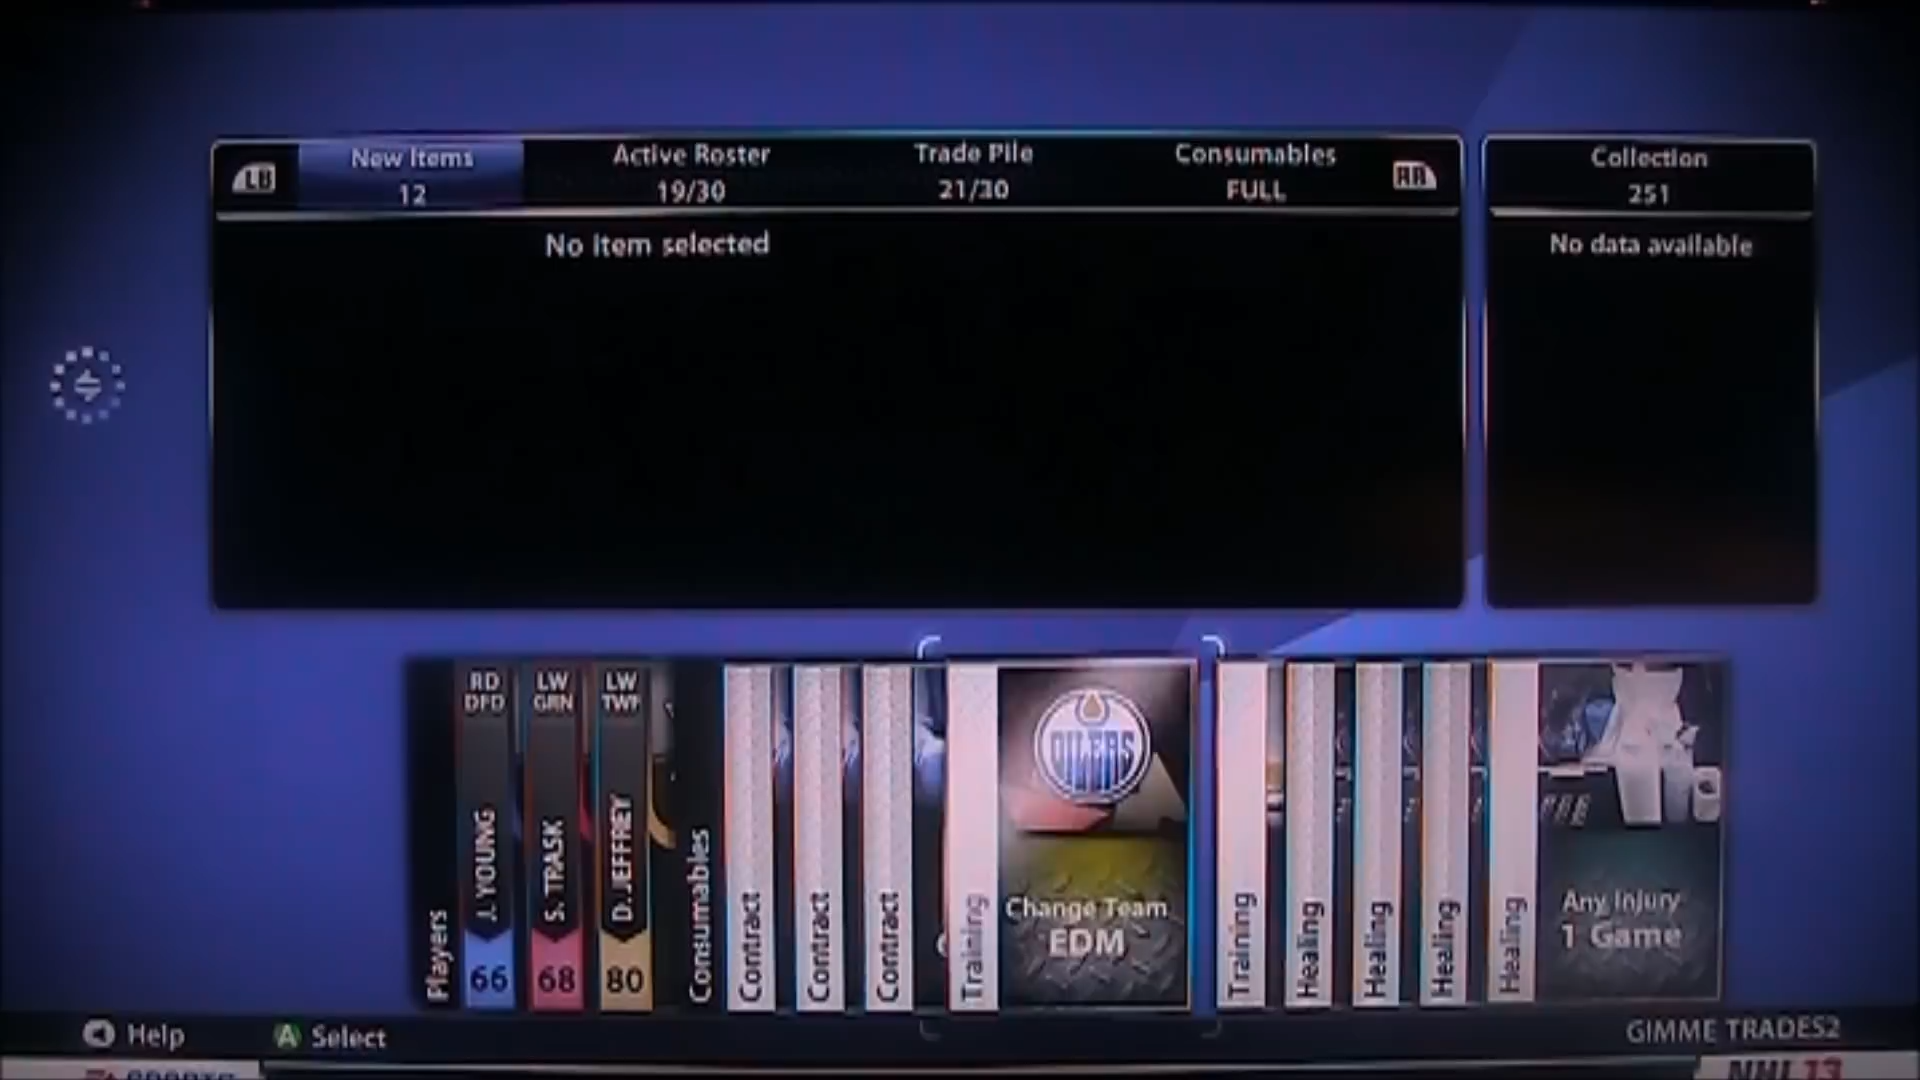 LB
New Items
12
Active Roster
19/30
Trade Pile
21/30
Consumables
FULL
RB
Collection
251
No item selected
No data available
Players
RD
DFD
J. YOUNG
66
LW
GRN
S. TRASK
68
LW
TWF
D. JEFFREY
80
Consumables
Contract
Contract
Contract
Training
OILERS
Change Team
EDM
Training
Healing
Healing
Healing
Healing
Any Injury
1 Game
Help
A Select
GIMME TRADES2
EA SPORTS
NHL 13